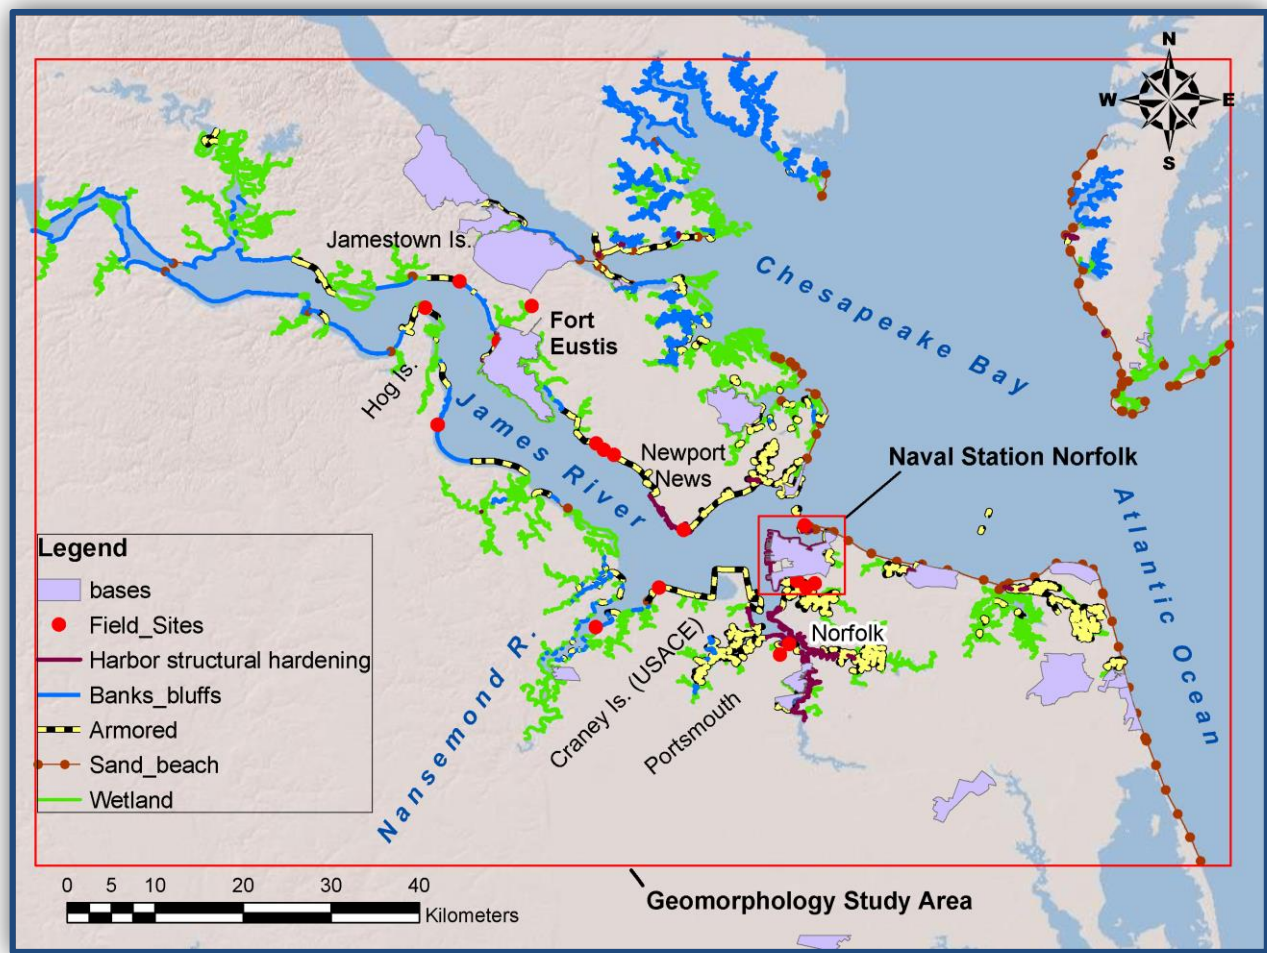 N
W E
S
Jamestown Is.
Chesapeake Bay
Fort
Eustis
Hog Is.
James River
Newport
News
Naval Station Norfolk
Atlantic Ocean
Legend
bases
Field_Sites
Harbor structural hardening
Banks_bluffs
Armored
Sand_beach
Wetland
Norfolk
Nansemond R.
Craney Is. (USACE)
Portsmouth
0 5 10 20 30 40
Kilometers
Geomorphology Study Area